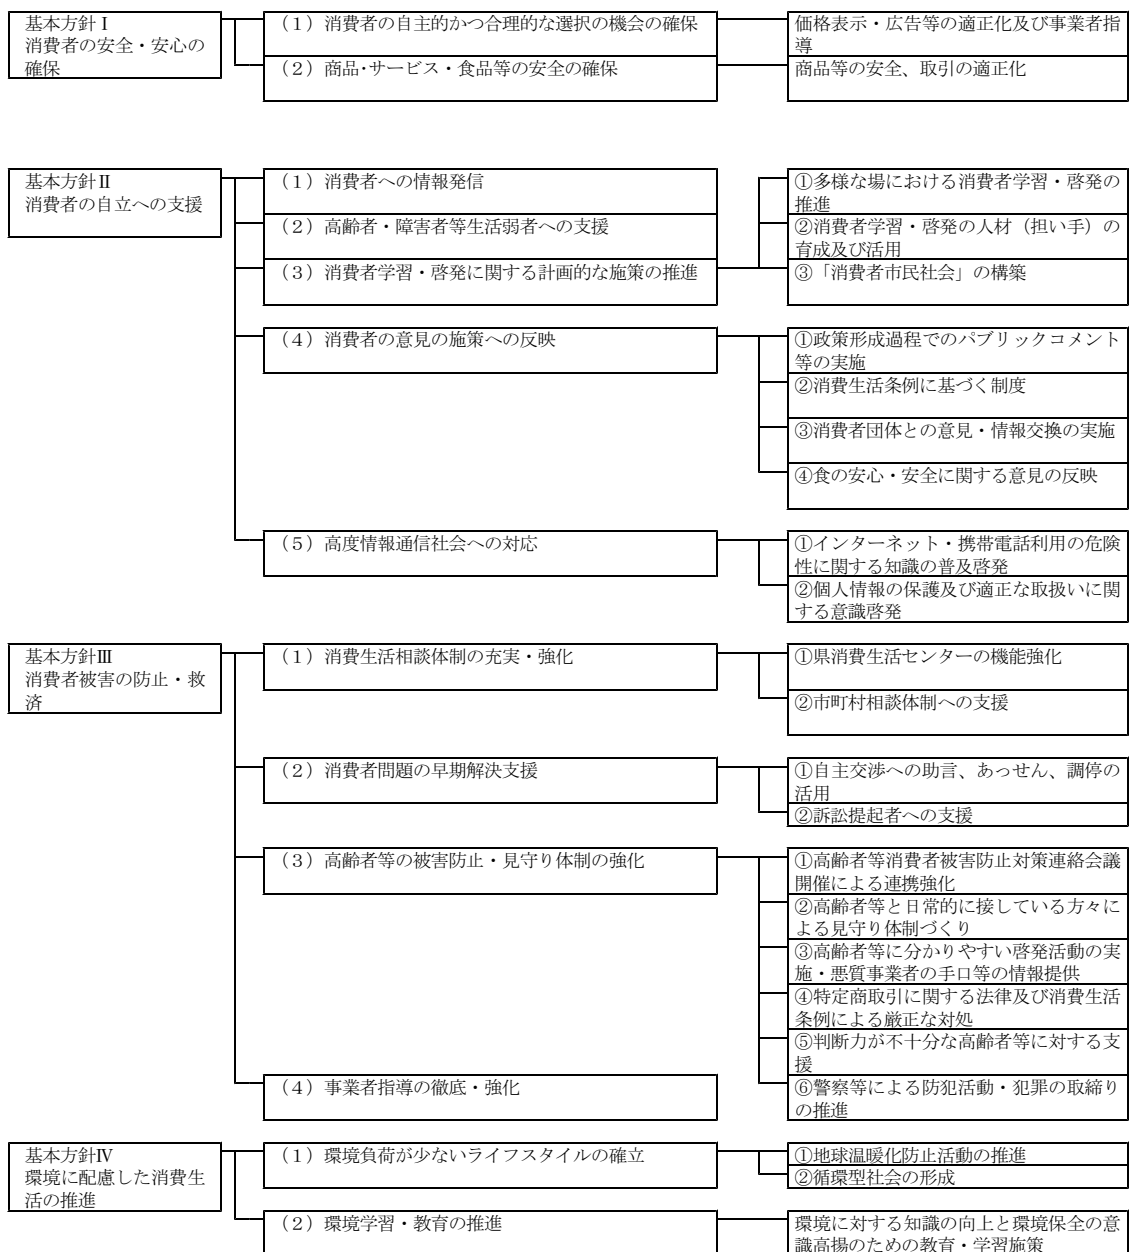 基本方針Ⅰ
消費者の安全・安心の
確保
（１）消費者の自主的かつ合理的な選択の機会の確保
価格表示・広告等の適正化及び事業者指
導
（２）商品･サービス・食品等の安全の確保
商品等の安全、取引の適正化
基本方針Ⅱ
消費者の自立への支援
（１）消費者への情報発信
（２）高齢者・障害者等生活弱者への支援
（３）消費者学習・啓発に関する計画的な施策の推進
①多様な場における消費者学習・啓発の
推進
②消費者学習・啓発の人材（担い手）の
育成及び活用
③「消費者市民社会」の構築
（４）消費者の意見の施策への反映
①政策形成過程でのパブリックコメント
等の実施
②消費生活条例に基づく制度
③消費者団体との意見・情報交換の実施
④食の安心・安全に関する意見の反映
（５）高度情報通信社会への対応
①インターネット・携帯電話利用の危険
性に関する知識の普及啓発
②個人情報の保護及び適正な取扱いに関
する意識啓発
基本方針Ⅲ
消費者被害の防止・救
済
（１）消費生活相談体制の充実・強化
①県消費生活センターの機能強化
②市町村相談体制への支援
（２）消費者問題の早期解決支援
①自主交渉への助言、あっせん、調停の
活用
②訴訟提起者への支援
（３）高齢者等の被害防止・見守り体制の強化
①高齢者等消費者被害防止対策連絡会議
開催による連携強化
②高齢者等と日常的に接している方々に
よる見守り体制づくり
③高齢者等に分かりやすい啓発活動の実
施・悪質事業者の手口等の情報提供
④特定商取引に関する法律及び消費生活
条例による厳正な対処
⑤判断力が不十分な高齢者等に対する支
援
⑥警察等による防犯活動・犯罪の取締り
の推進
（４）事業者指導の徹底・強化
基本方針Ⅳ
環境に配慮した消費生
活の推進
（１）環境負荷が少ないライフスタイルの確立
①地球温暖化防止活動の推進
②循環型社会の形成
（２）環境学習・教育の推進
環境に対する知識の向上と環境保全の意
識高揚のための教育・学習施策